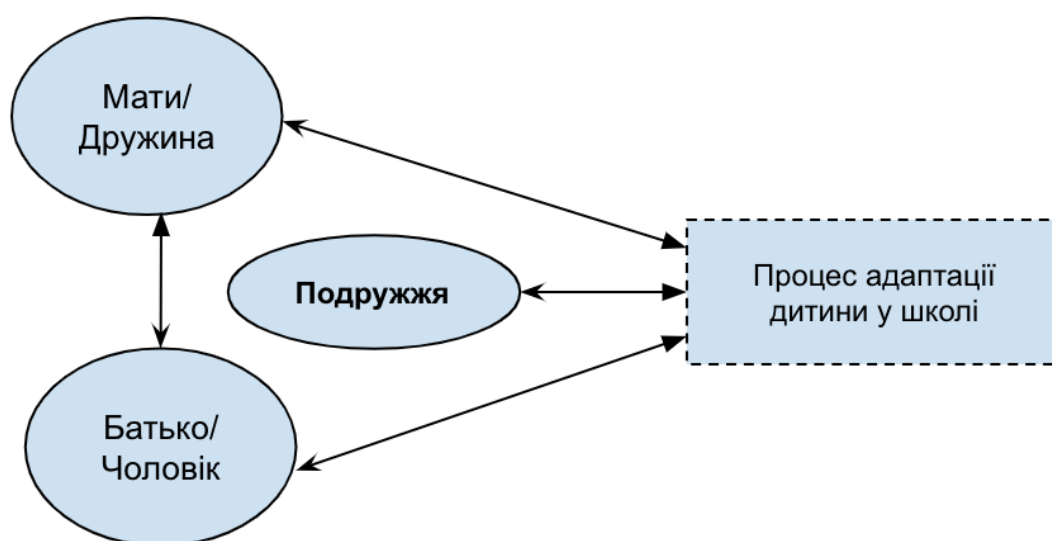 Мати/
Дружина
Подружжя
Процес адаптації
дитини у школі
Батько/
Чоловік